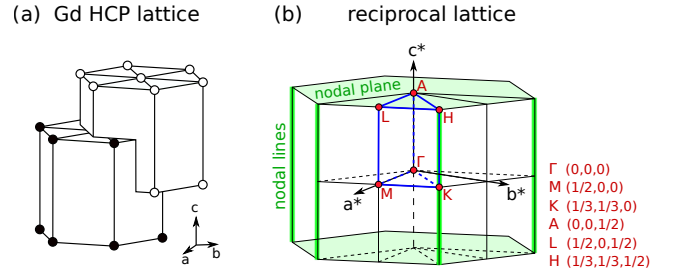 (a) Gd HCP lattice
c
a
b
(b) reciprocal lattice
c*
nodal plane
A
L
H
nodal lines
Γ
M
K
a*
b*
Γ (0,0,0)
M (1/2,0,0)
K (1/3,1/3,0)
A (0,0,1/2)
L (1/2,0,1/2)
H (1/3,1/3,1/2)